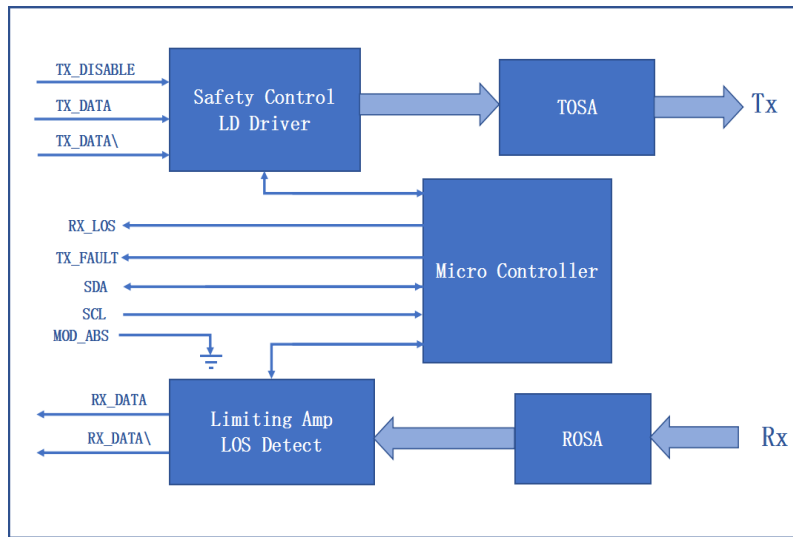 TX_DISABLE
TX_DATA
TX_DATA\
Safety Control
LD Driver
TOSA
Tx
RX_LOS
TX_FAULT
SDA
SCL
MOD_ABS
Micro Controller
RX_DATA
RX_DATA\
Limiting Amp
LOS Detect
ROSA
Rx